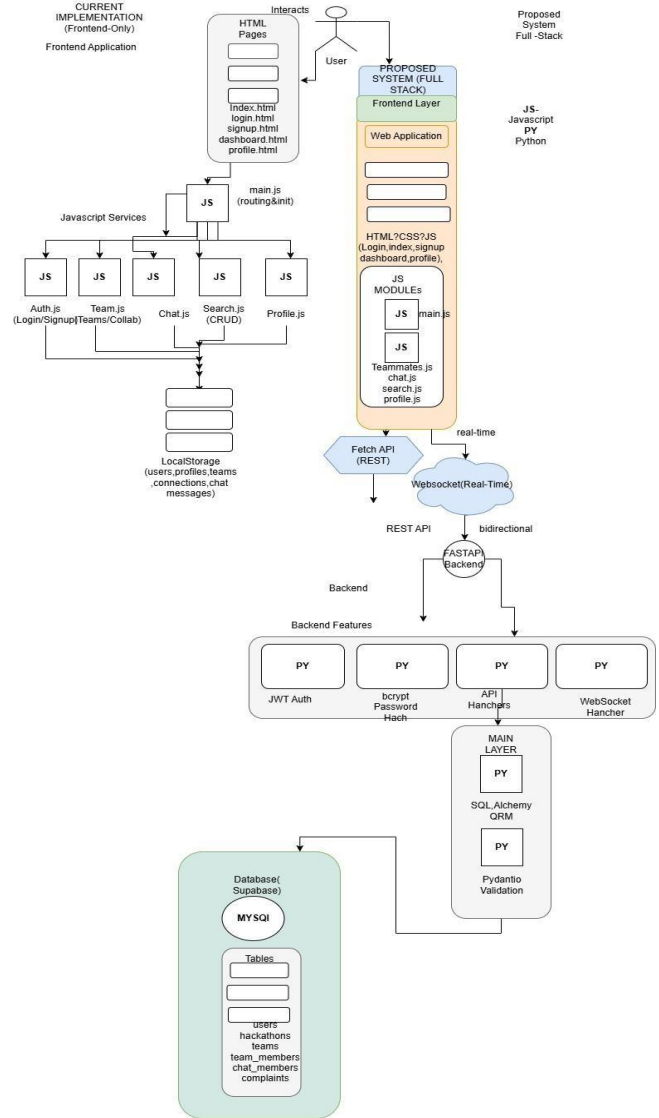 CURRENT
IMPLEMENTATION
(Frontend-Only)
Frontend Application
HTML
Pages
Index.html
login.html
signup.html
dashboard.html
profile.html
Interacts
User
Proposed
System
Full -Stack
JS-
Javascript
PY
Python
main.js
(routing&init)
JS
Javascript Services
JS
JS
JS
JS
JS
Auth.js
(Login/Signup)
Team.js
(Teams/Collab)
Chat.js
Search.js
(CRUD)
Profile.js
LocalStorage
(users,profiles,teams
,connections,chat
messages)
PROPOSED
SYSTEM (FULL
STACK)
Frontend Layer
Web Application
HTML?CSS?JS
(Login,index,signup
dashboard,profile),
JS
MODULEs
JS
main.js
JS
Teammates.js
chat.js
search.js
profile.js
Fetch API
(REST)
real-time
Websocket(Real-Time)
REST API
bidirectional
FASTAPI
Backend
Backend
Backend Features
PY
PY
PY
PY
JWT Auth
bcrypt
Password
Hach
API
Hanchers
WebSocket
Hancher
MAIN
LAYER
PY
SQL,Alchemy
QRM
PY
Pydantio
Validation
Database(
Supabase)
MYSQl
Tables
users
hackathons
teams
team_members
chat_members
complaints